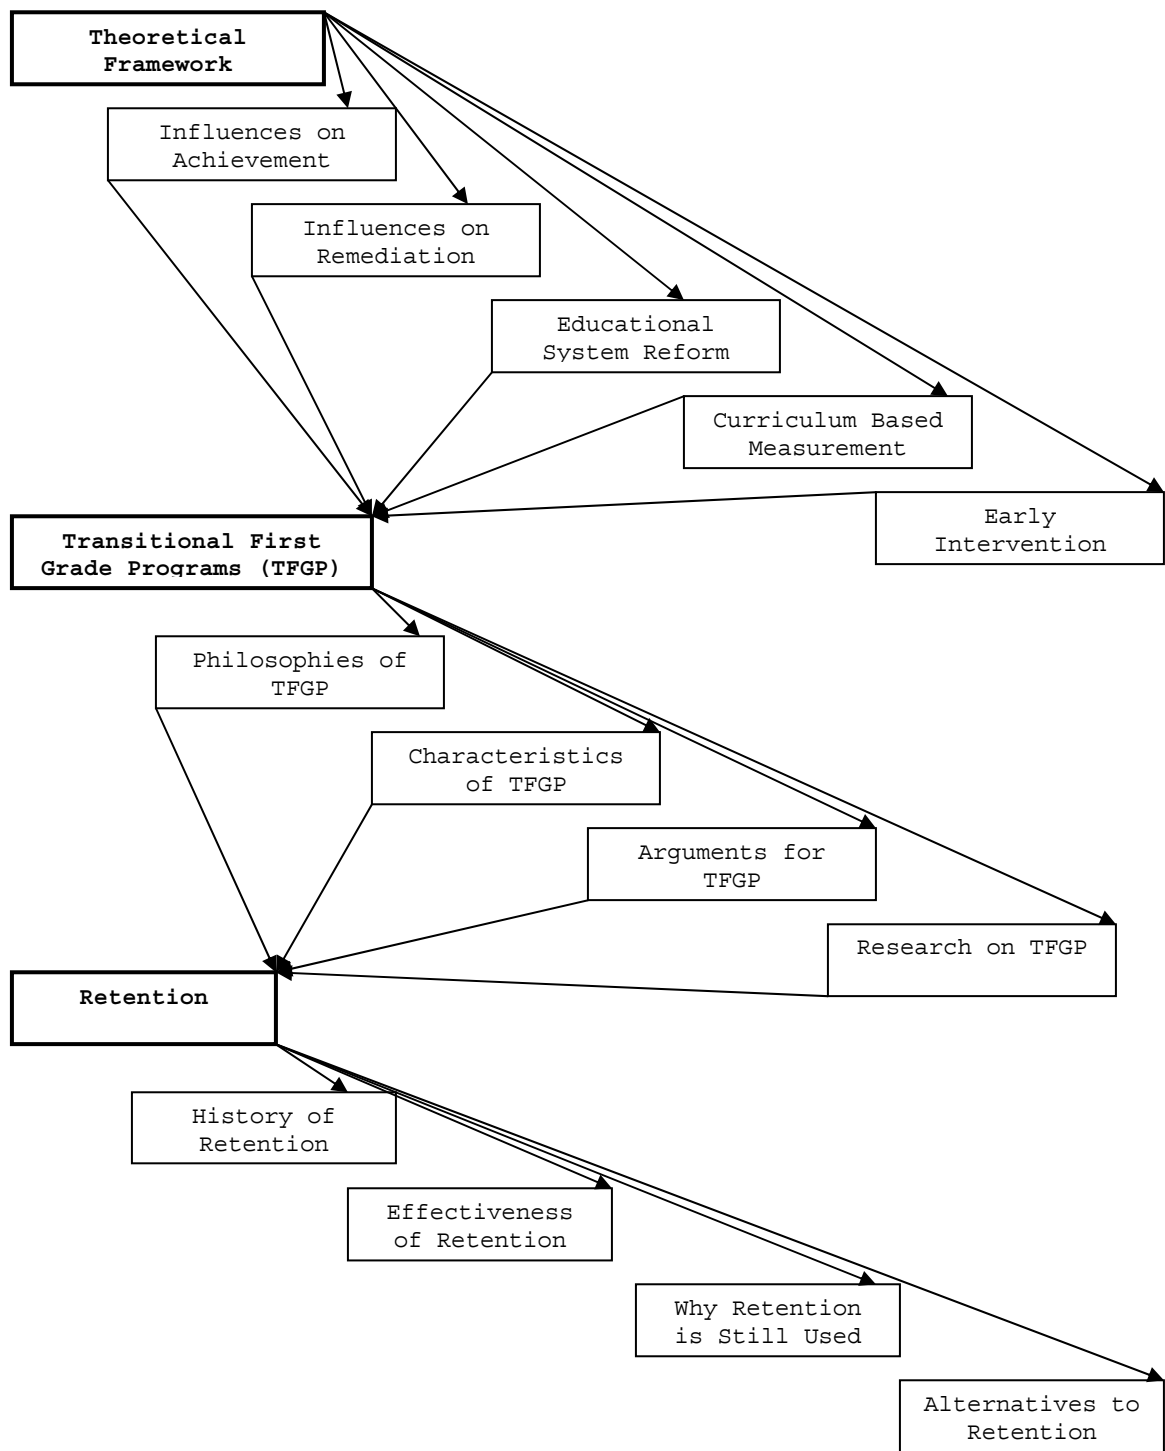 Theoretical
Framework
Influences on
Achievement
Influences on
Remediation
Educational
System Reform
Curriculum Based
Measurement
Early
Intervention
Transitional First
Grade Programs (TFGP)
Philosophies of
TFGP
Characteristics
of TFGP
Arguments for
TFGP
Research on TFGP
Retention
History of
Retention
Effectiveness
of Retention
Why Retention
is Still Used
Alternatives to
Retention